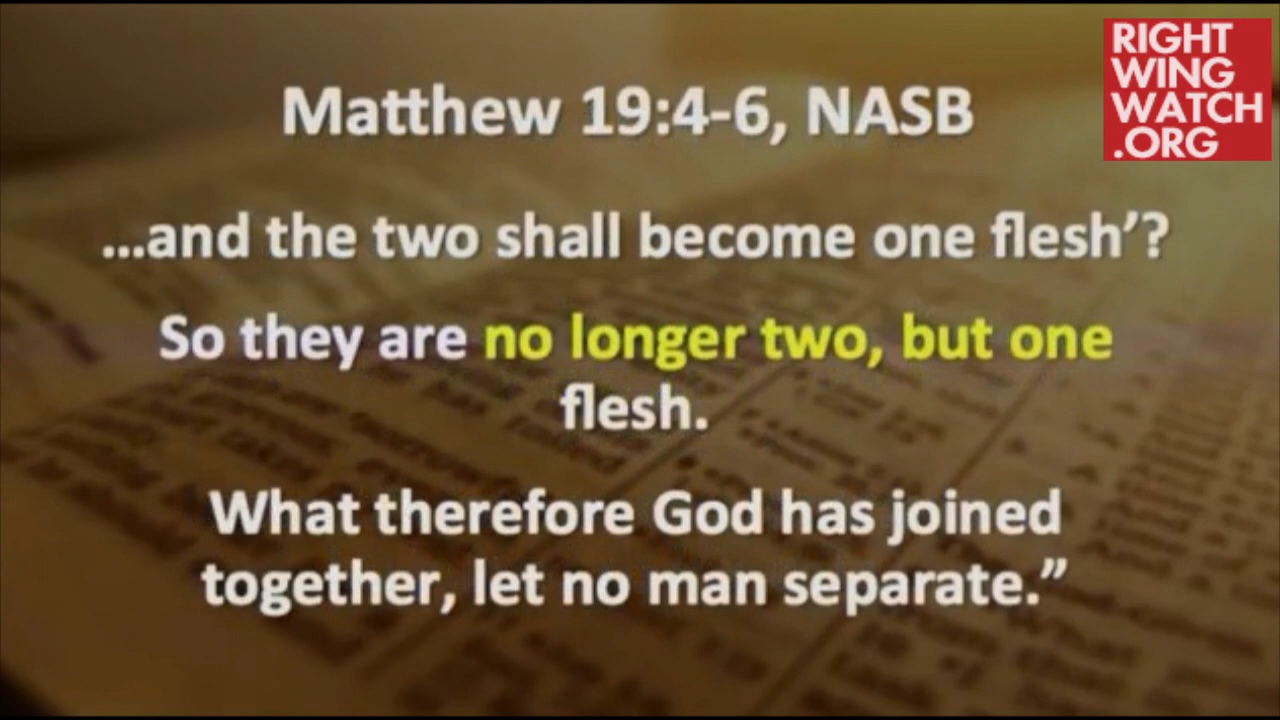 RIGHT
WING
WATCH
.ORG
Matthew 19:4-6, NASB
...and the two shall become one flesh’?
So they are no longer two, but one
flesh.
What therefore God has joined
together, let no man separate.”